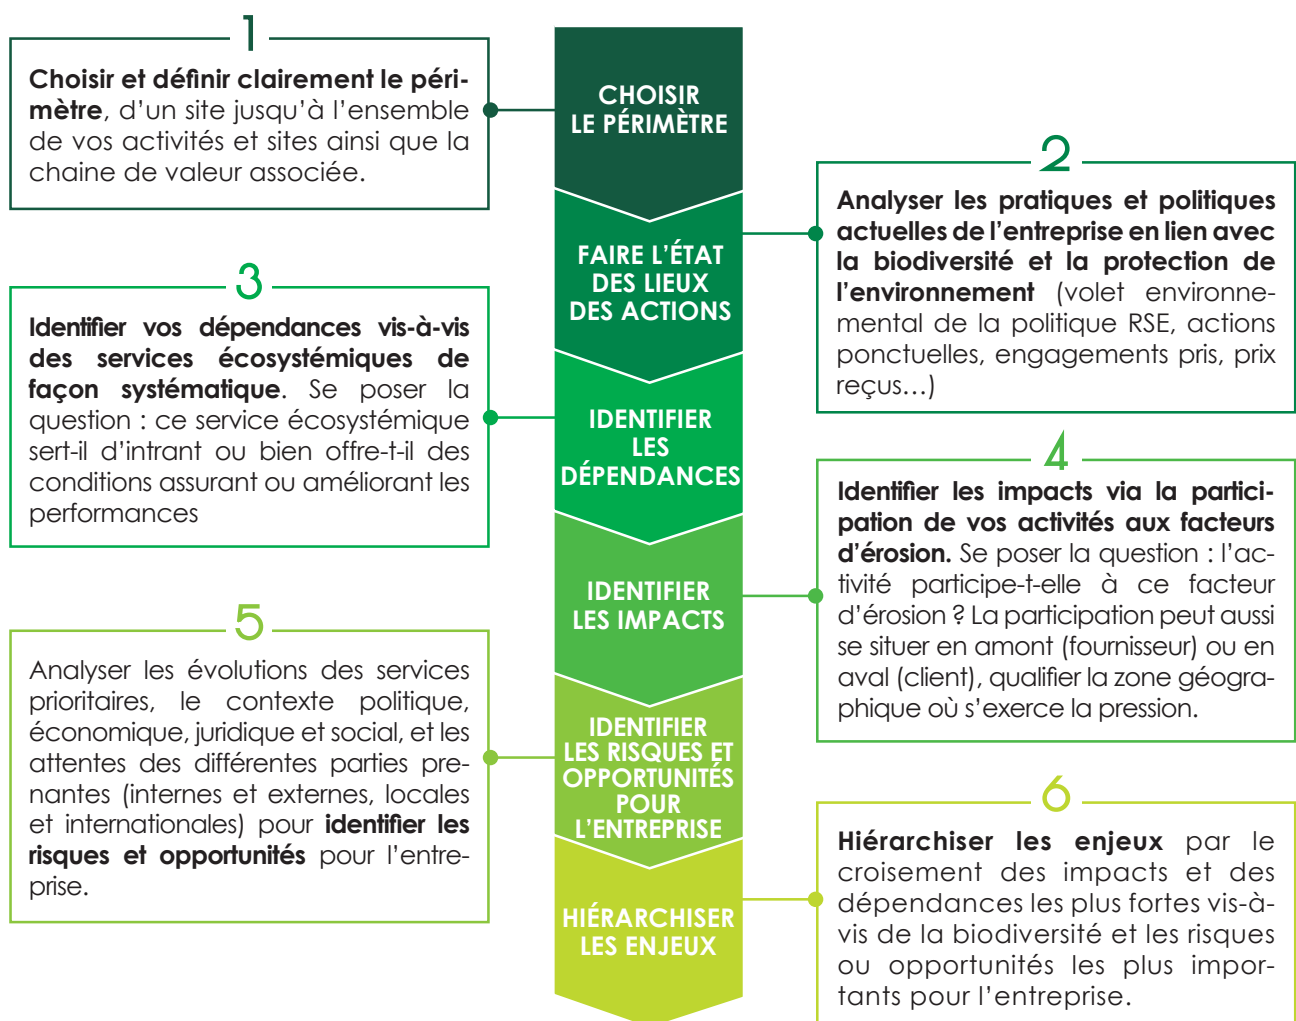 1
Choisir et définir clairement le péri-
mètre, d'un site jusqu'à l'ensemble
de vos activités et sites ainsi que la
chaine de valeur associée.
CHOISIR
LE PÉRIMÈTRE
2
Analyser les pratiques et politiques
actuelles de l'entreprise en lien avec
la biodiversité et la protection de
l'environnement (volet environne-
mental de la politique RSE, actions
ponctuelles, engagements pris, prix
reçus…)
FAIRE L'ÉTAT
DES LIEUX
DES ACTIONS
3
Identifier vos dépendances vis-à-vis
des services écosystémiques de
façon systématique. Se poser la
question : ce service écosystémique
sert-il d'intrant ou bien offre-t-il des
conditions assurant ou améliorant les
performances
IDENTIFIER
LES
DÉPENDANCES
4
Identifier les impacts via la partici-
pation de vos activités aux facteurs
d'érosion. Se poser la question : l'ac-
tivité participe-t-elle à ce facteur
d'érosion ? La participation peut aussi
se situer en amont (fournisseur) ou en
aval (client), qualifier la zone géogra-
phique où s'exerce la pression.
IDENTIFIER
LES IMPACTS
5
Analyser les évolutions des services
prioritaires, le contexte politique,
économique, juridique et social, et les
attentes des différentes parties pre-
nantes (internes et externes, locales
et internationales) pour identifier les
risques et opportunités pour l'entre-
prise.
IDENTIFIER
LES RISQUES ET
OPPORTUNITÉS
POUR
L'ENTREPRISE
6
Hiérarchiser les enjeux par le
croisement des impacts et des
dépendances les plus fortes vis-à-
vis de la biodiversité et les risques
ou opportunités les plus impor-
tants pour l'entreprise.
HIÉRARCHISER
LES ENJEUX